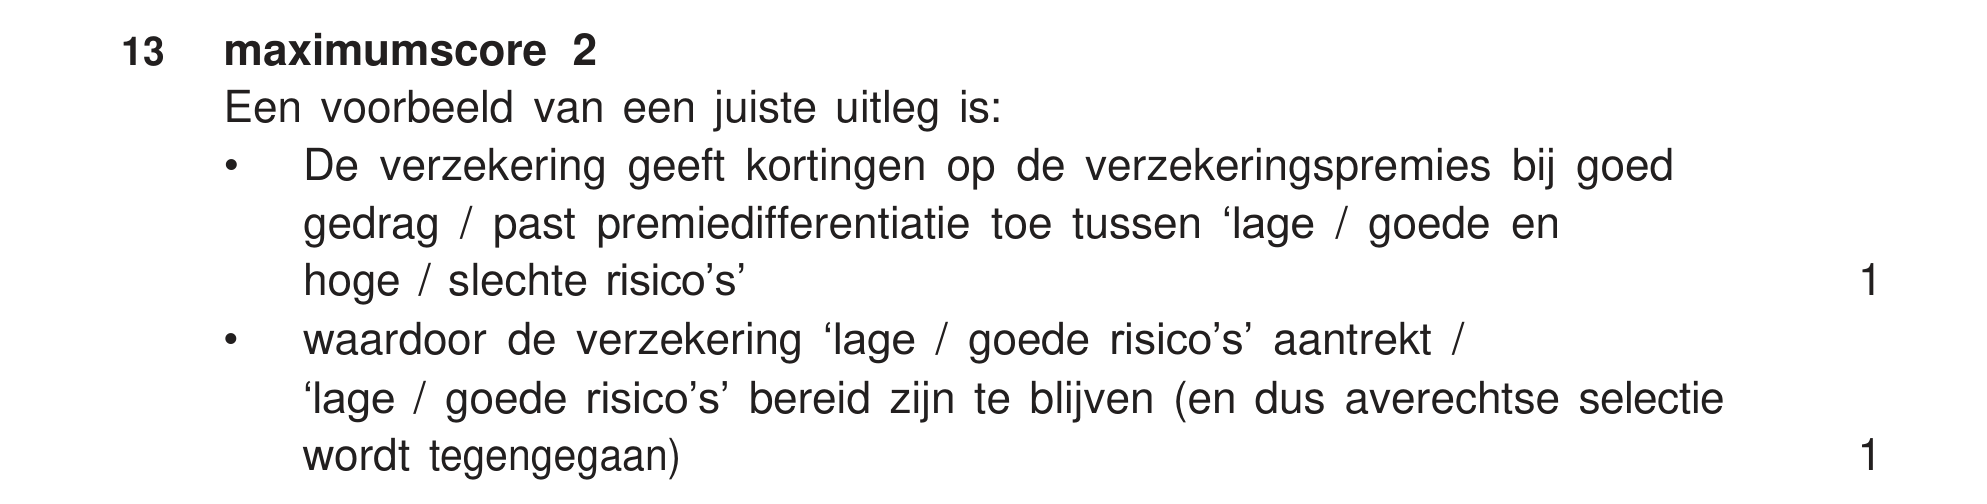 13 maximumscore 2
Een voorbeeld van een juiste uitleg is:
• De verzekering geeft kortingen op de verzekeringspremies bij goed
gedrag / past premiedifferentiatie toe tussen ‘lage / goede en
hoge / slechte risico’s’ 1
• waardoor de verzekering ‘lage / goede risico’s’ aantrekt /
‘lage / goede risico’s’ bereid zijn te blijven (en dus averechtse selectie
wordt tegengegaan) 1